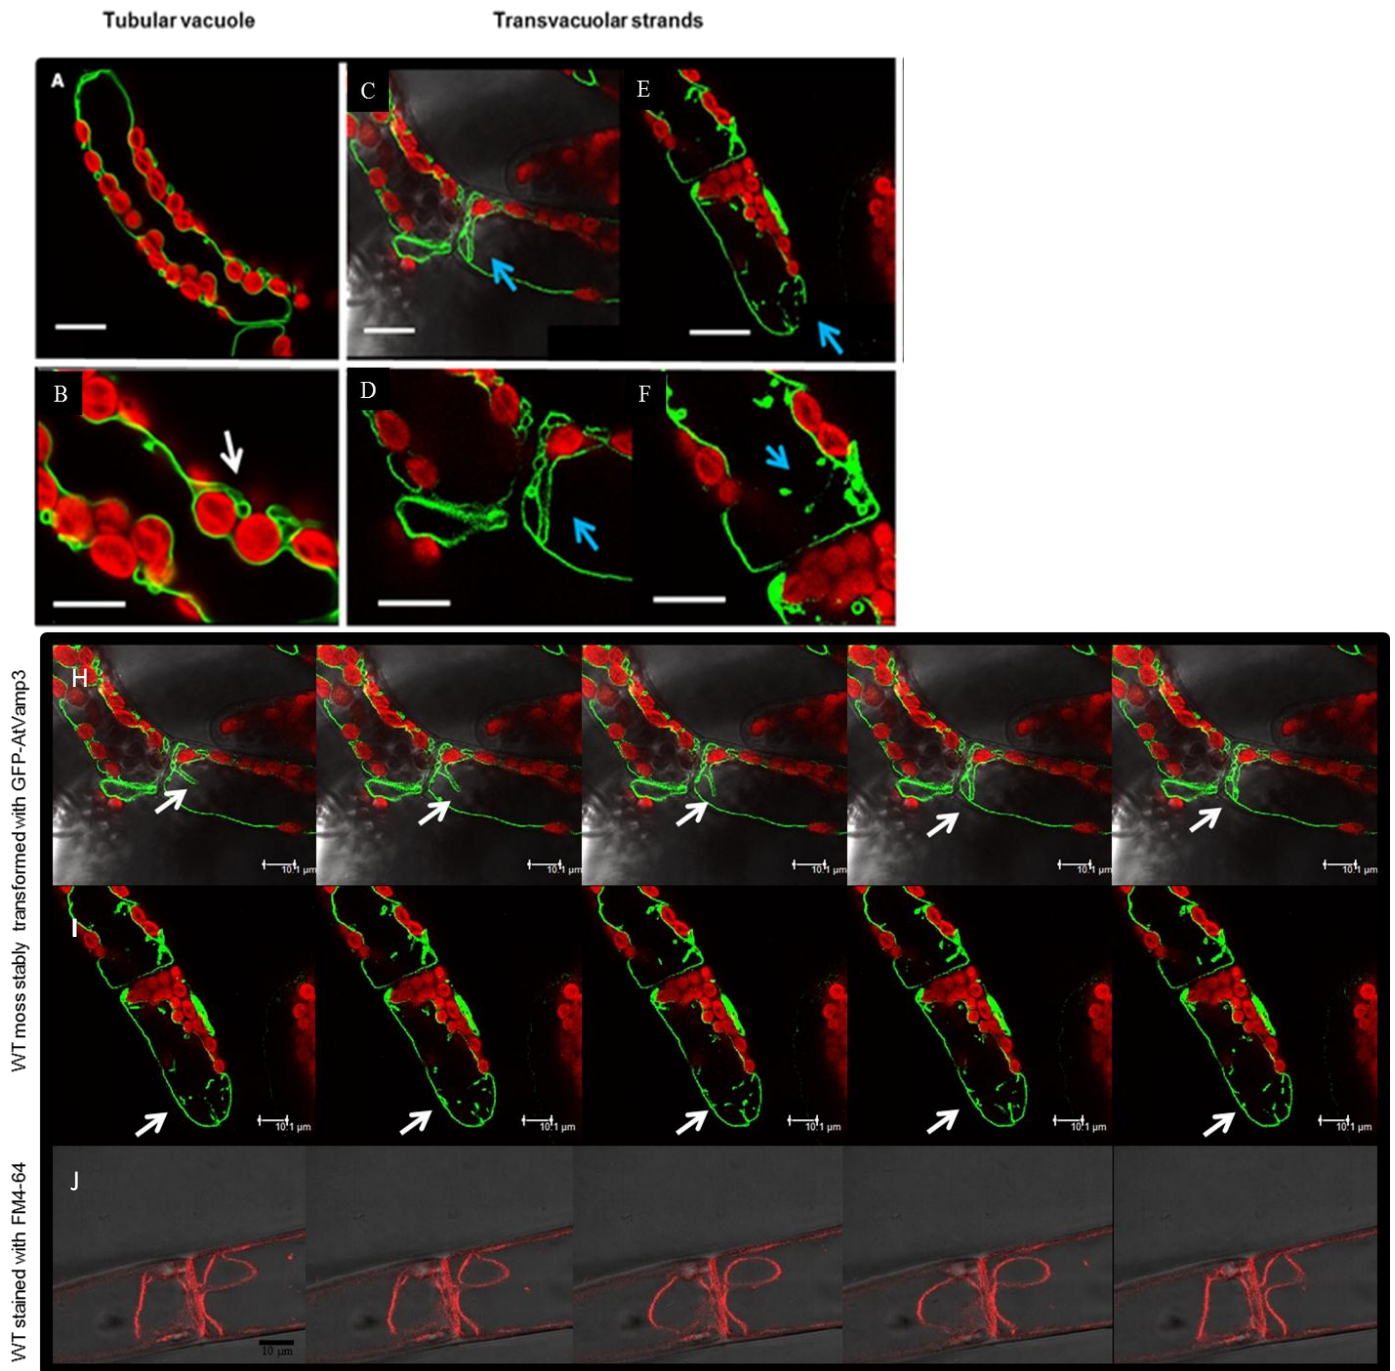 Tubular vacuole
Transvacuolar strands
A
C
E
B
D
F
WT moss stably transformed with GFP-AtVamp3
H
10.1 µm
10.1 µm
10.1 µm
10.1 µm
10.1 µm
I
10.1 µm
10.1 µm
10.1 µm
10.1 µm
10.1 µm
WT stained with FM4-64
J
10 µm